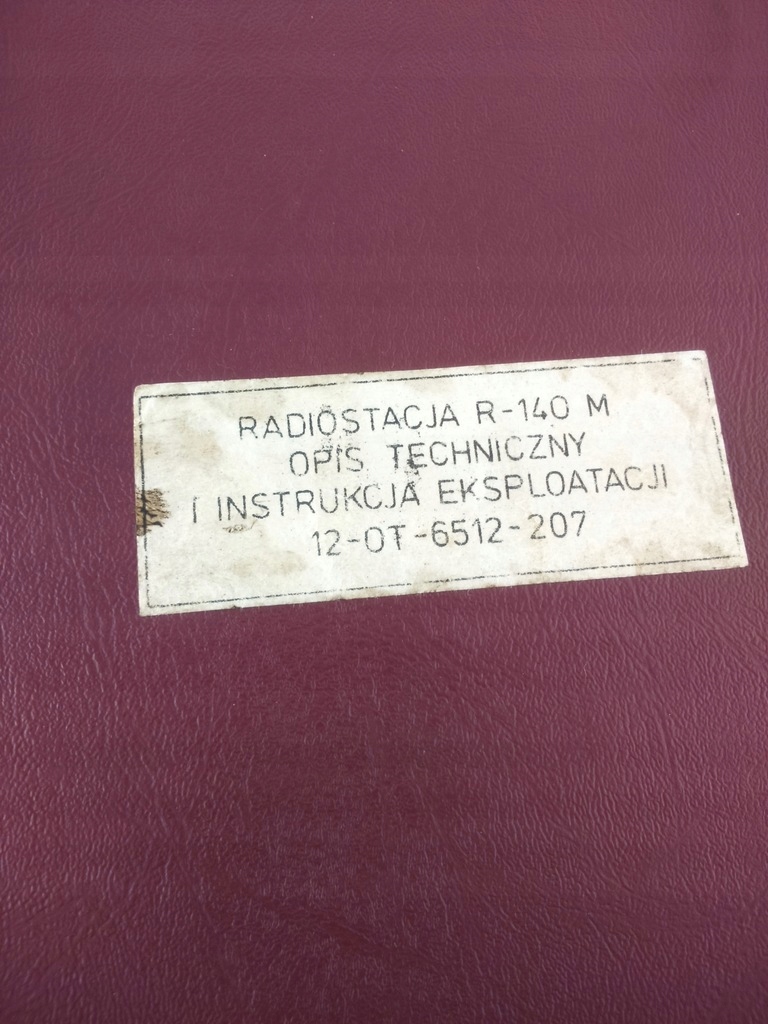 RADIOSTACJA R-140 M
OPIS TECHNICZNY
I INSTRUKCJA EKSPLOATACJI
12-OT-6512-207